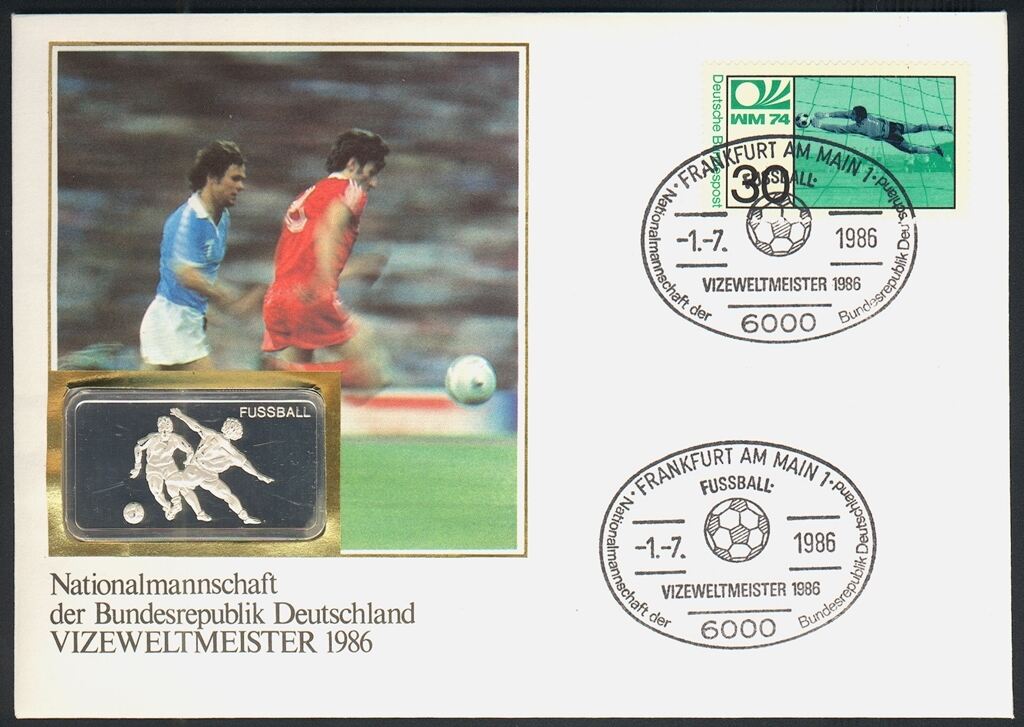 Deutsche Bundespost
WM 74
30
FRANKFURT AM MAIN 1
FUSSBALL-
-1.-7. 1986
VIZEWELTMEISTER 1986
6000
Nationalmannschaft der Bundesrepublik Deutschland
8
FUSSBALL
Nationalmannschaft
der Bundesrepublik Deutschland
VIZEWELTMEISTER 1986
FRANKFURT AM MAIN 1
FUSSBALL-
-1.-7. 1986
VIZEWELTMEISTER 1986
6000
Nationalmannschaft der Bundesrepublik Deutschland